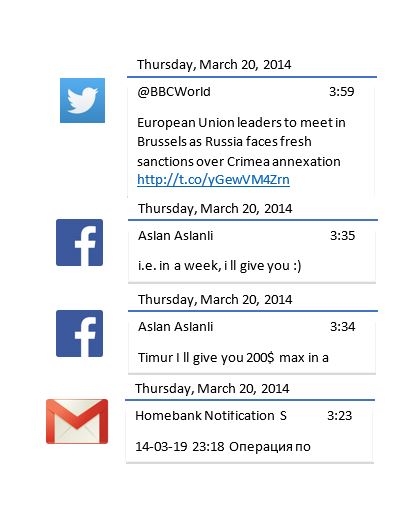 Thursday, March 20, 2014
@BBCWorld 3:59
European Union leaders to meet in
Brussels as Russia faces fresh
sanctions over Crimea annexation
http://t.co/yGewVM4Zrn
Thursday, March 20, 2014
Aslan Aslanli 3:35
i.e. in a week, i ll give you :)
Thursday, March 20, 2014
Aslan Aslanli 3:34
Timur I ll give you 200$ max in a
Thursday, March 20, 2014
Homebank Notification S 3:23
14-03-19 23:18 Операция по